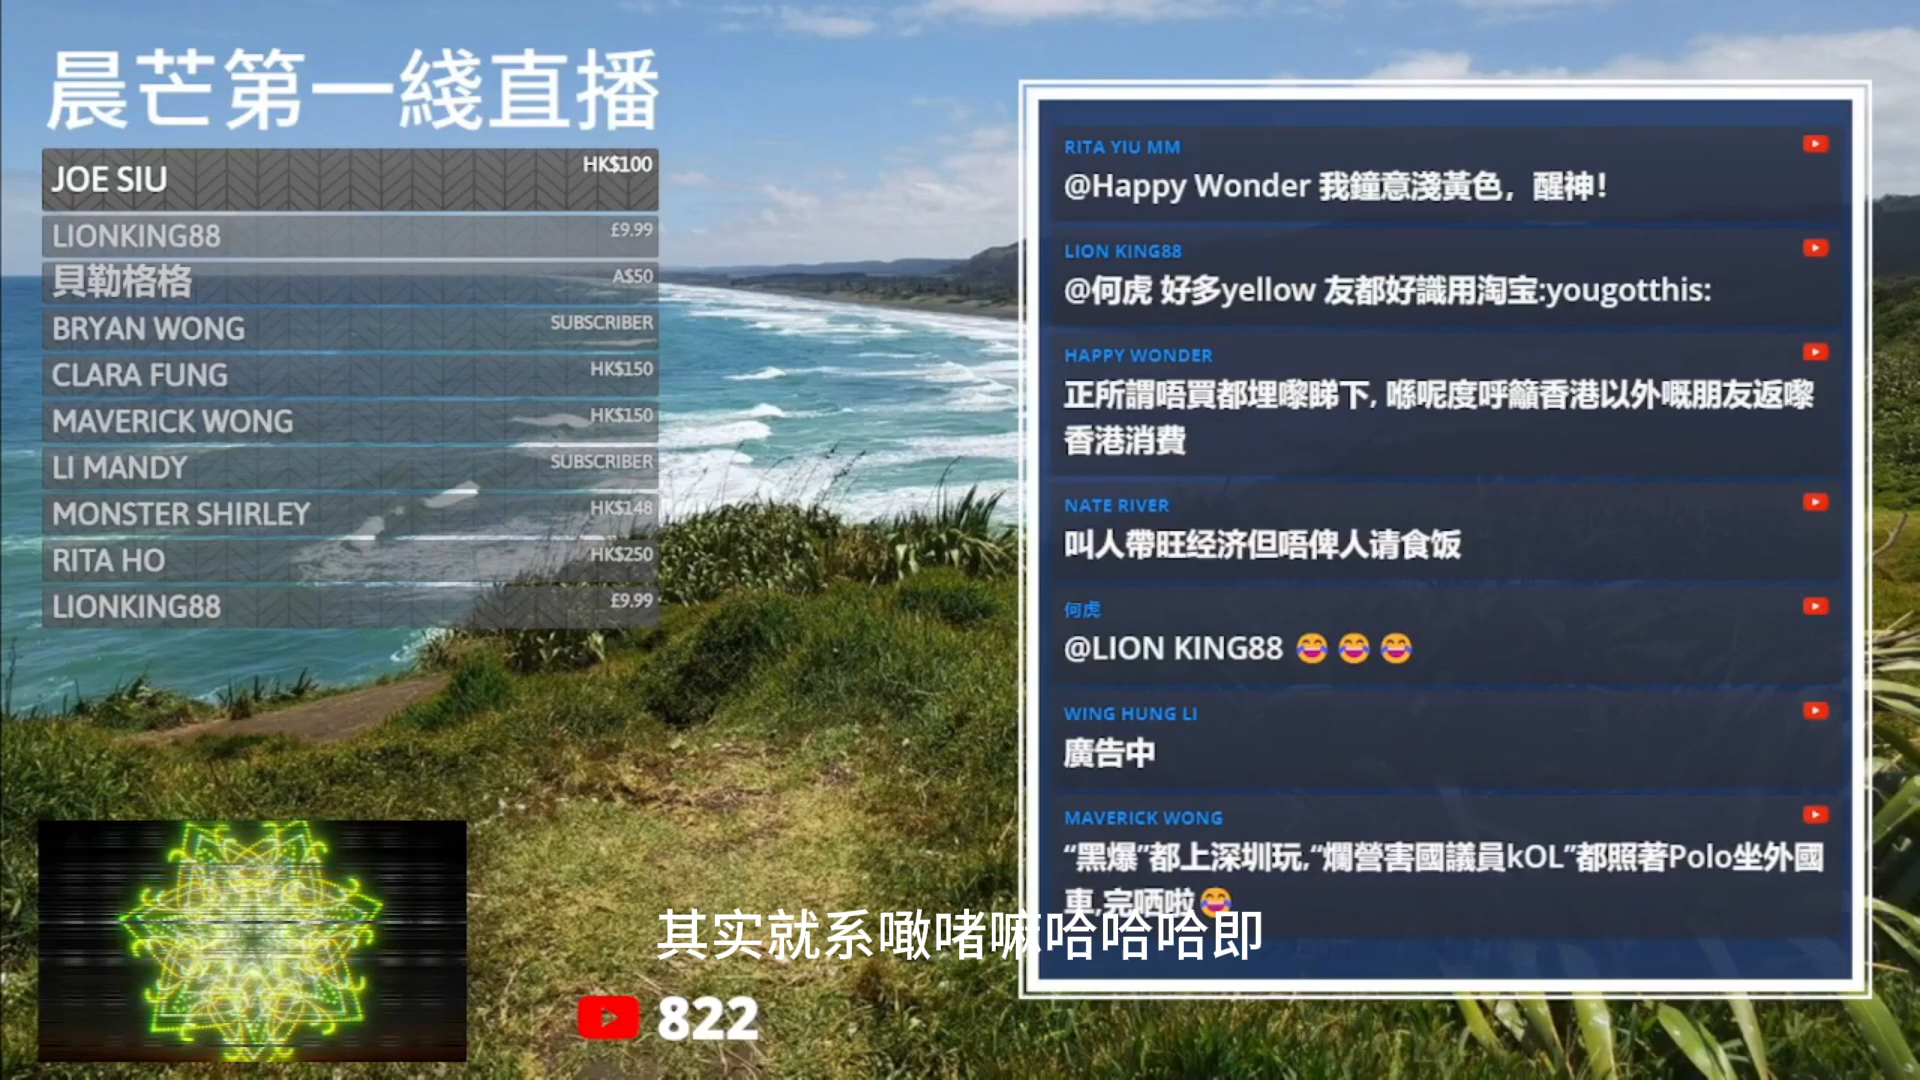 晨芒第一綫直播
JOE SIU HK$100
LIONKING88 £9.99
貝勒格格 A$50
BRYAN WONG SUBSCRIBER
CLARA FUNG HK$150
MAVERICK WONG HK$150
LI MANDY SUBSCRIBER
MONSTER SHIRLEY HK$148
RITA HO HK$250
LIONKING88 £9.99
RITA YIU MM
@Happy Wonder 我鐘意淺黃色，醒神！
LION KING88
@何虎 好多yellow 友都好識用淘宝:yougotthis:
HAPPY WONDER
正所謂唔買都埋嚟睇下, 喺呢度呼籲香港以外嘅朋友返嚟
香港消費
NATE RIVER
叫人帶旺经济但唔俾人请食饭
何虎
@LION KING88 😂 😂 😂
WING HUNG LI
廣告中
MAVERICK WONG
“黑爆”都上深圳玩,“爛營害國議員kOL”都照著Polo坐外國
車,完晒啦😂
其实就系噉啫嘛哈哈哈即
822